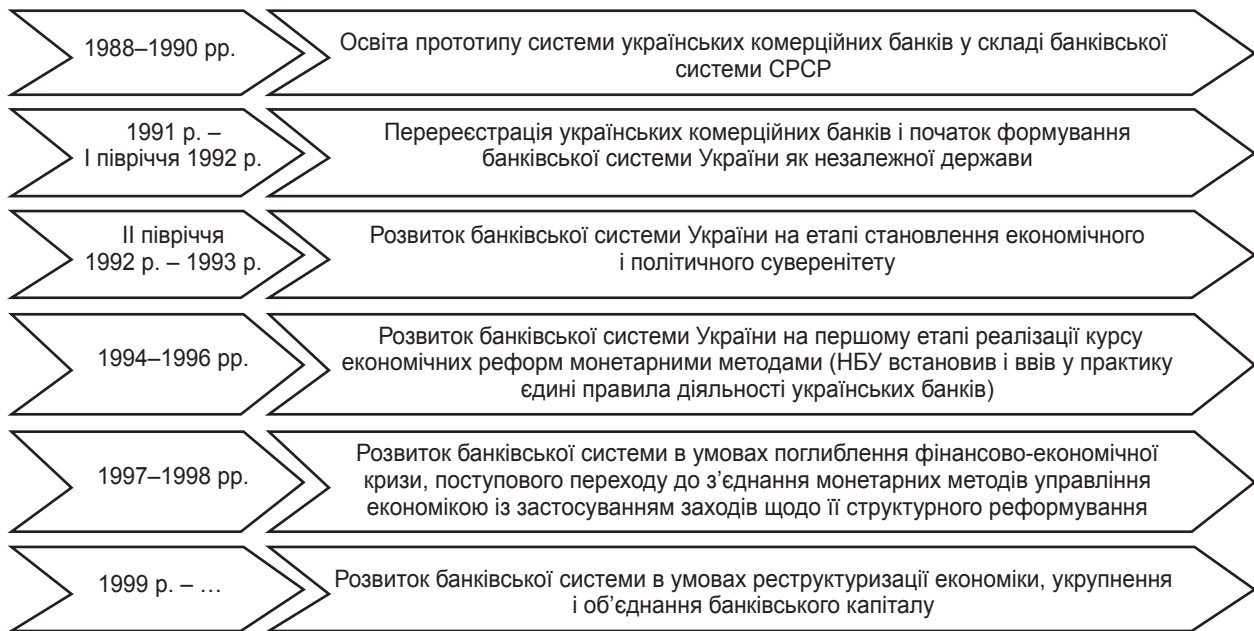 1988–1990 рр.
Освіта прототипу системи українських комерційних банків у складі банківської
системи СРСР
1991 р. –
І півріччя 1992 р.
Перереєстрація українських комерційних банків і початок формування
банківської системи України як незалежної держави
ІІ півріччя
1992 р. – 1993 р.
Розвиток банківської системи України на етапі становлення економічного
і політичного суверенітету
1994–1996 рр.
Розвиток банківської системи України на першому етапі реалізації курсу
економічних реформ монетарними методами (НБУ встановив і ввів у практику
єдині правила діяльності українських банків)
1997–1998 рр.
Розвиток банківської системи в умовах поглиблення фінансово-економічної
кризи, поступового переходу до з’єднання монетарних методів управління
економікою із застосуванням заходів щодо її структурного реформування
1999 р. – …
Розвиток банківської системи в умовах реструктуризації економіки, укрупнення
і об’єднання банківського капіталу